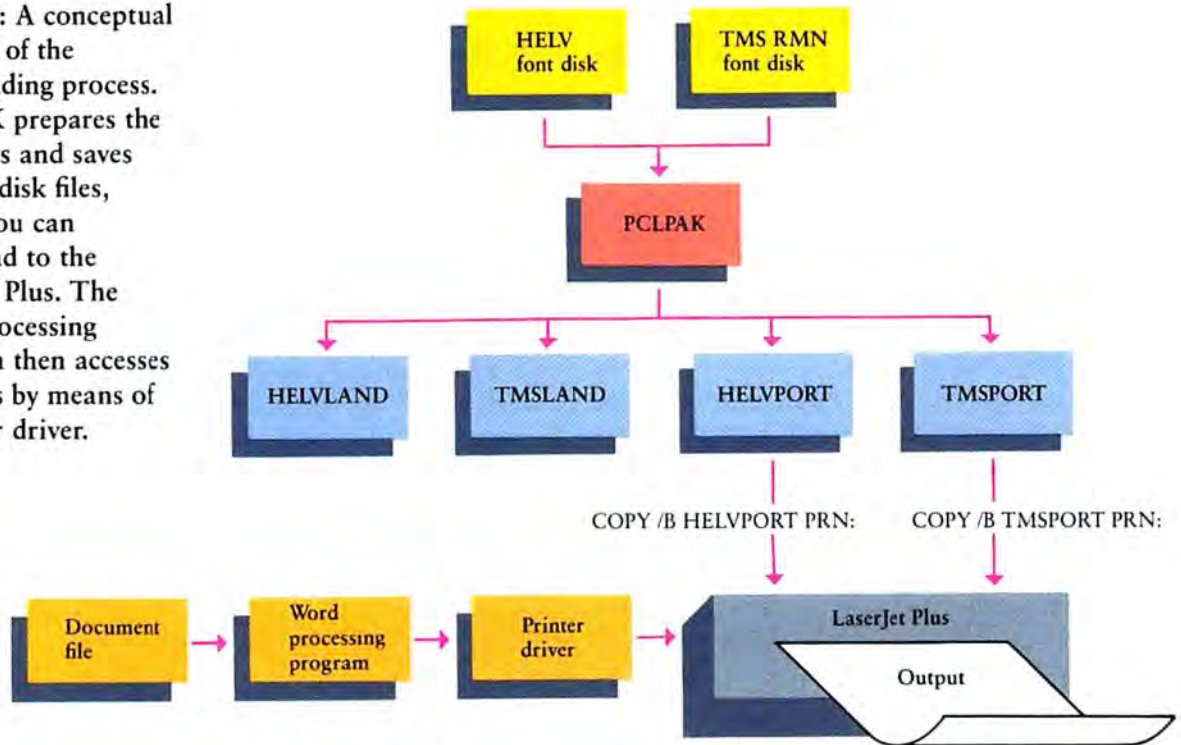 : A conceptual
of the
ding process.
K prepares the
s and saves
disk files,
ou can
d to the
Plus. The
ocessing
then accesses
s by means of
r driver.
HELV
font disk
TMS RMN
font disk
PCLPAK
HELVLAND
TMSLAND
HELVPORT
TMSPORT
COPY /B HELVPORT PRN:
COPY /B TMSPORT PRN:
Document
file
Word
processing
program
Printer
driver
LaserJet Plus
Output